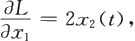 ∂L/∂x₁ = 2x₂(t),